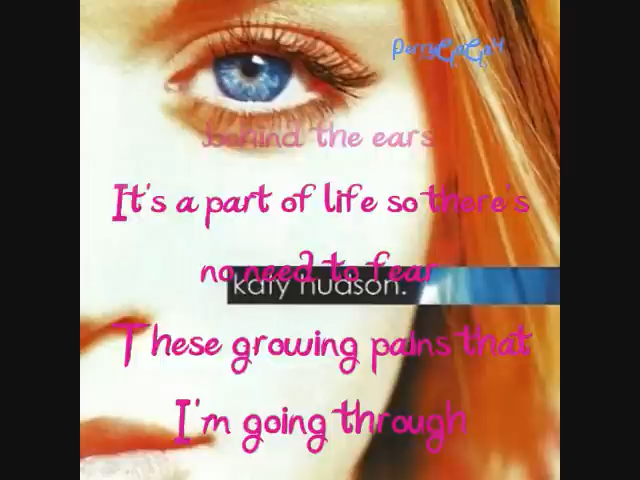 PerryGaGa4
behind the ears
It's a part of life so there's
no need to fear
katy hudson.
These growing pains that
I'm going through